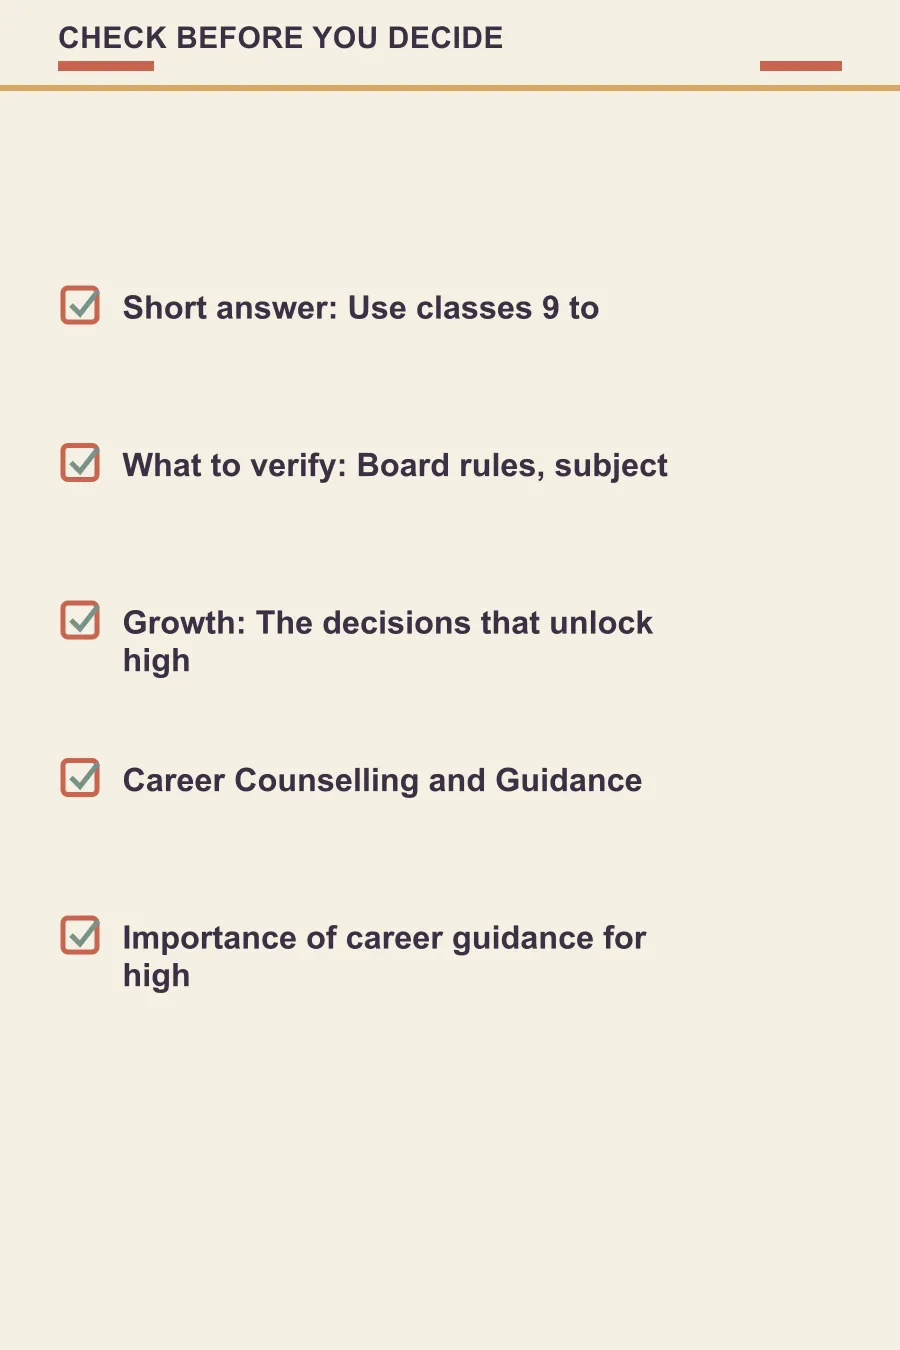 CHECK BEFORE YOU DECIDE
Short answer: Use classes 9 to
What to verify: Board rules, subject
Growth: The decisions that unlock
high
Career Counselling and Guidance
Importance of career guidance for
high